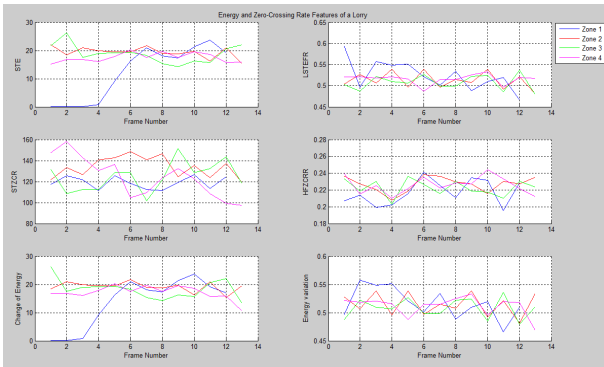 Energy and Zero-Crossing Rate Features of a Lorry
Zone 1
Zone 2
Zone 3
Zone 4
STE
30
20
10
0
0 2 4 6 8 10 12 14
Frame Number
LSTEFR
0.65
0.6
0.55
0.5
0.45
0 2 4 6 8 10 12 14
Frame Number
STZCR
160
140
120
100
80
0 2 4 6 8 10 12 14
Frame Number
HFZCRR
0.28
0.26
0.24
0.22
0.2
0.18
0 2 4 6 8 10 12 14
Frame Number
Change of Energy
30
20
10
0
0 2 4 6 8 10 12 14
Frame Number
Energy variation
0.6
0.55
0.5
0.45
0 2 4 6 8 10 12 14
Frame Number